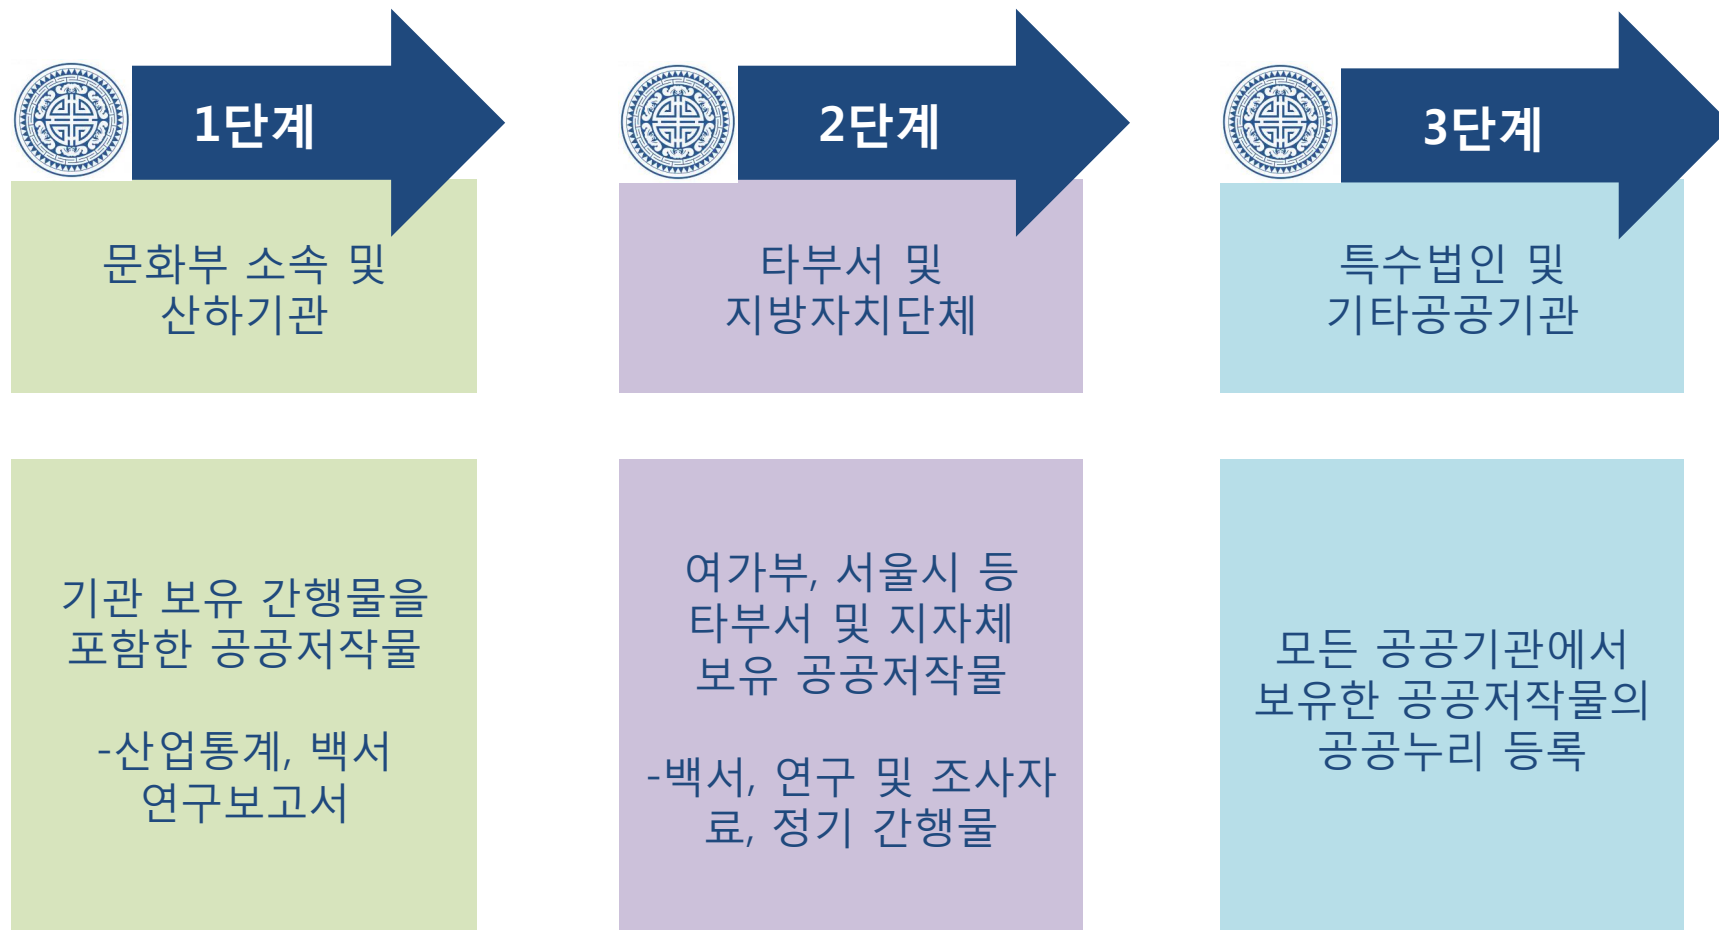 1단계
문화부 소속 및
산하기관
기관 보유 간행물을
포함한 공공저작물
-산업통계, 백서
연구보고서
2단계
타부서 및
지방자치단체
여가부, 서울시 등
타부서 및 지자체
보유 공공저작물
-백서, 연구 및 조사자
료, 정기 간행물
3단계
특수법인 및
기타공공기관
모든 공공기관에서
보유한 공공저작물의
공공누리 등록